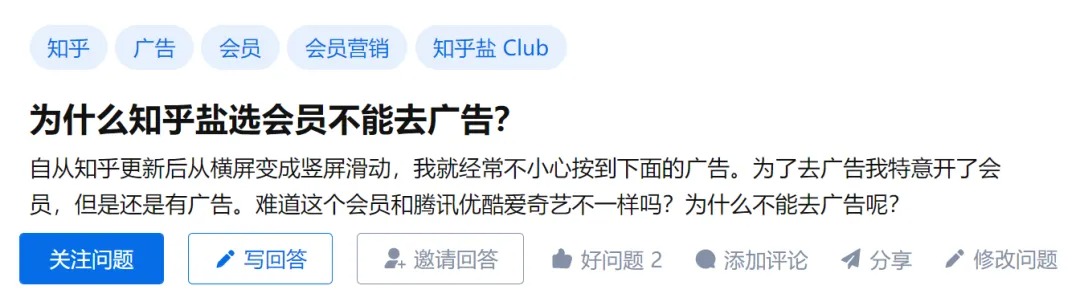 知乎 广告 会员 会员营销 知乎盐 Club
为什么知乎盐选会员不能去广告?
自从知乎更新后从横屏变成竖屏滑动，我就经常不小心按到下面的广告。为了去广告我特意开了会
员，但是还是有广告。难道这个会员和腾讯优酷爱奇艺不一样吗？为什么不能去广告呢？
关注问题 写回答 邀请回答 好问题 2 添加评论 分享 修改问题